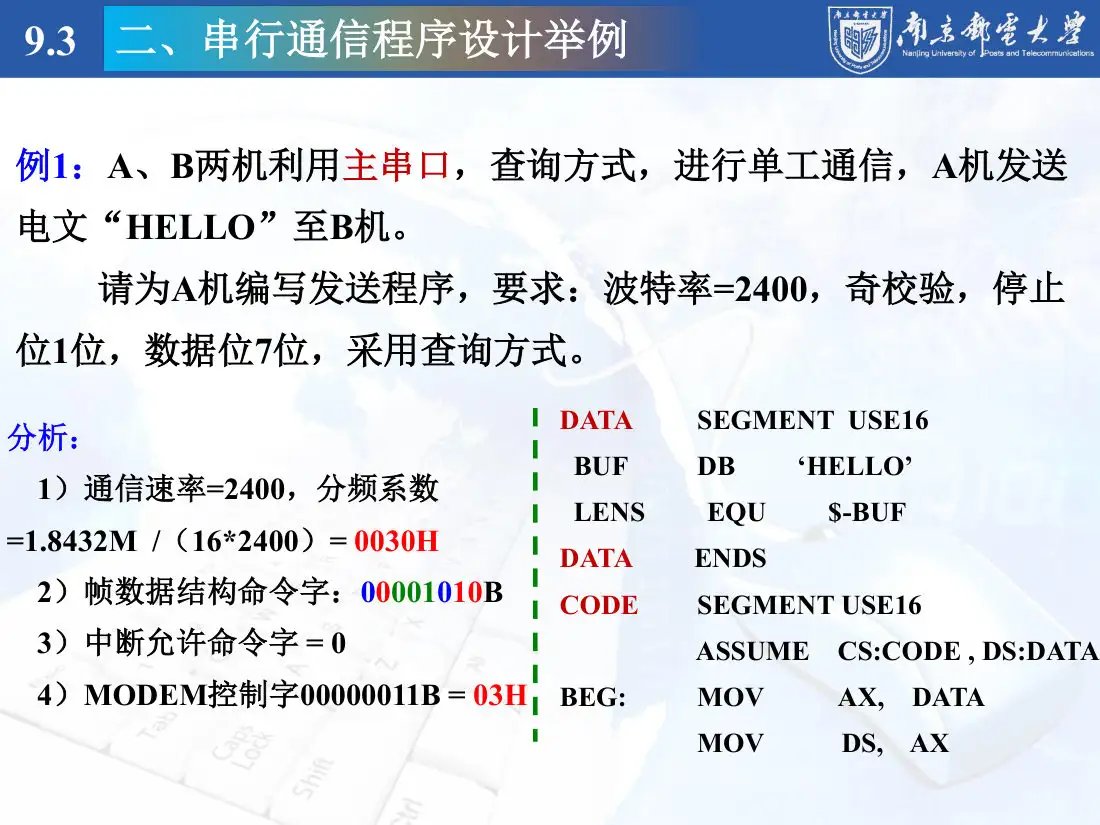 9.3 二、串行通信程序设计举例
南京邮电大学
Nanjing University of Posts and Telecommunications
例1：A、B两机利用主串口，查询方式，进行单工通信，A机发送
电文“HELLO”至B机。
请为A机编写发送程序，要求：波特率=2400，奇校验，停止
位1位，数据位7位，采用查询方式。
分析：
1）通信速率=2400，分频系数
=1.8432M /（16*2400）= 0030H
2）帧数据结构命令字：00001010B
3）中断允许命令字 = 0
4）MODEM控制字00000011B = 03H
DATA SEGMENT USE16
BUF DB ‘HELLO’
LENS EQU $-BUF
DATA ENDS
CODE SEGMENT USE16
ASSUME CS:CODE , DS:DATA
BEG: MOV AX, DATA
MOV DS, AX
Tab
Caps
Lock
Shift
Ctrl